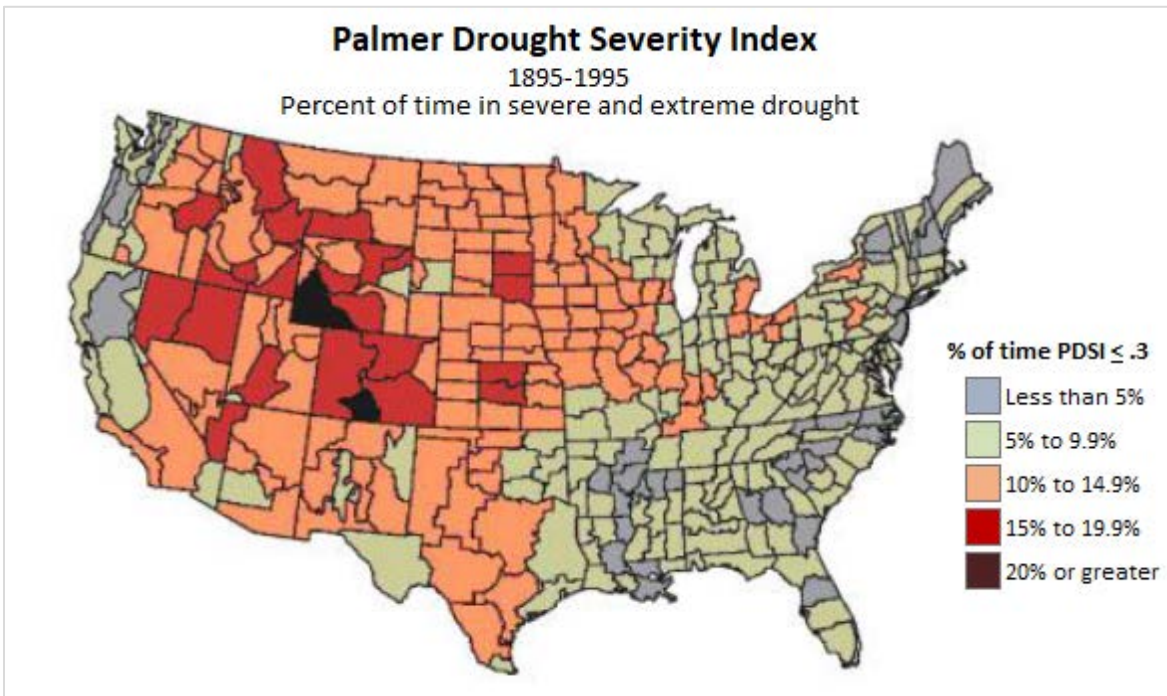 Palmer Drought Severity Index
1895-1995
Percent of time in severe and extreme drought
% of time PDSI ≤ .3
Less than 5%
5% to 9.9%
10% to 14.9%
15% to 19.9%
20% or greater